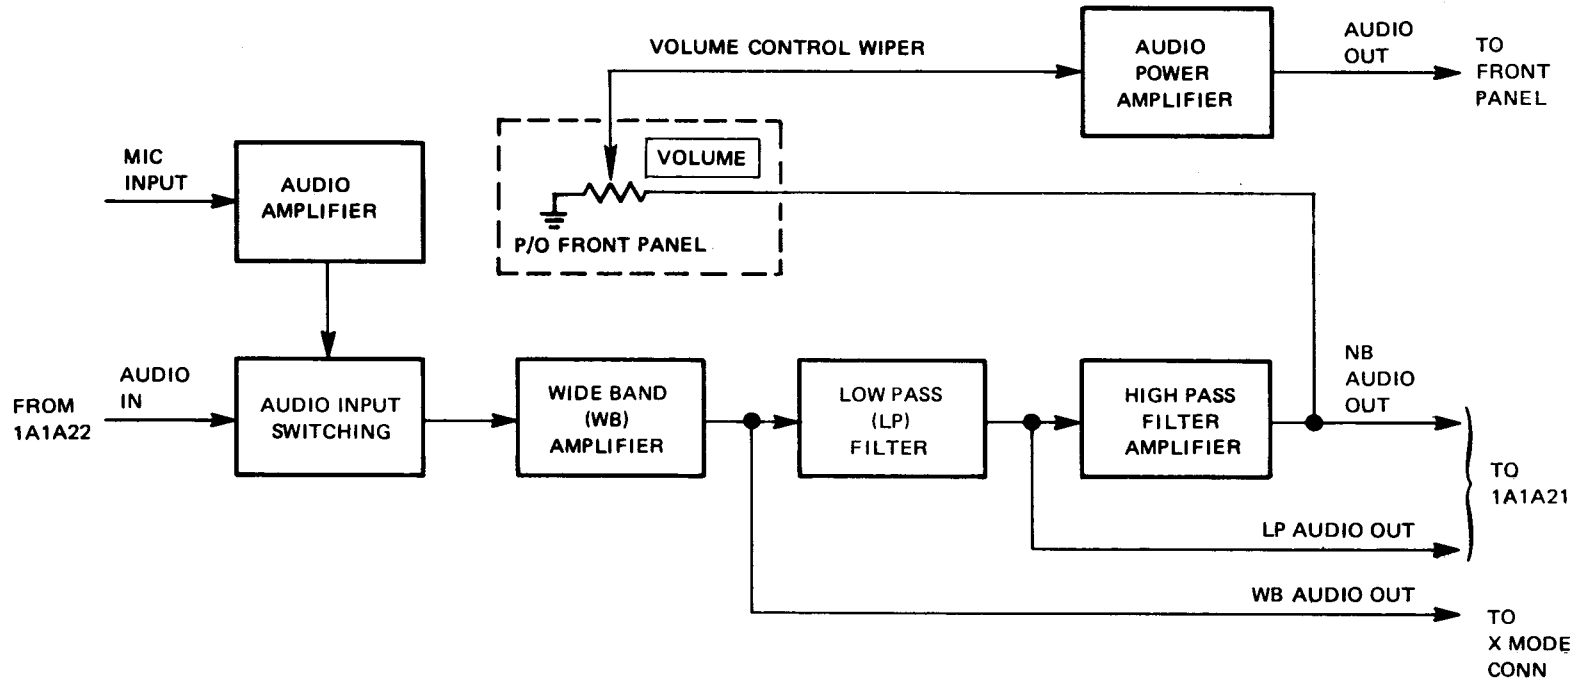 VOLUME CONTROL WIPER
AUDIO
POWER
AMPLIFIER
AUDIO
OUT
TO
FRONT
PANEL
MIC
INPUT
AUDIO
AMPLIFIER
VOLUME
P/O FRONT PANEL
FROM
1A1A22
AUDIO
IN
AUDIO INPUT
SWITCHING
WIDE BAND
(WB)
AMPLIFIER
LOW PASS
(LP)
FILTER
HIGH PASS
FILTER
AMPLIFIER
NB
AUDIO
OUT
TO
1A1A21
LP AUDIO OUT
WB AUDIO OUT
TO
X MODE
CONN